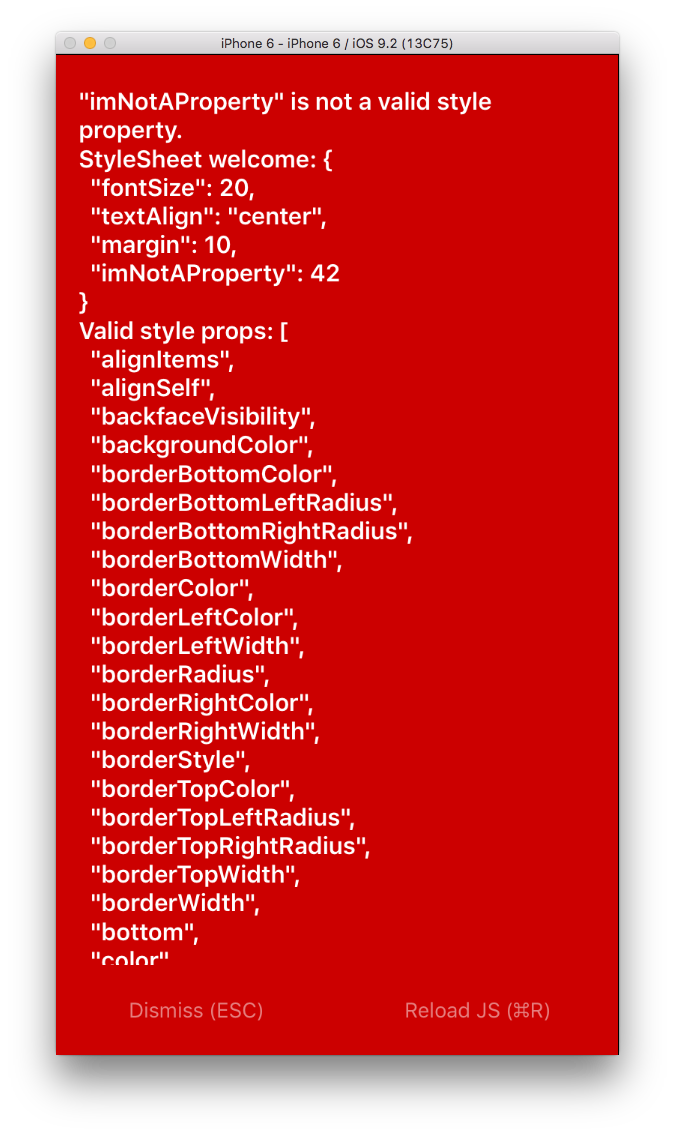 iPhone 6 - iPhone 6 / iOS 9.2 (13C75)
"imNotAProperty" is not a valid style
property.
StyleSheet welcome: {
  "fontSize": 20,
  "textAlign": "center",
  "margin": 10,
  "imNotAProperty": 42
}
Valid style props: [
  "alignItems",
  "alignSelf",
  "backfaceVisibility",
  "backgroundColor",
  "borderBottomColor",
  "borderBottomLeftRadius",
  "borderBottomRightRadius",
  "borderBottomWidth",
  "borderColor",
  "borderLeftColor",
  "borderLeftWidth",
  "borderRadius",
  "borderRightColor",
  "borderRightWidth",
  "borderStyle",
  "borderTopColor",
  "borderTopLeftRadius",
  "borderTopRightRadius",
  "borderTopWidth",
  "borderWidth",
  "bottom",
  "color"
Dismiss (ESC)
Reload JS (⌘R)